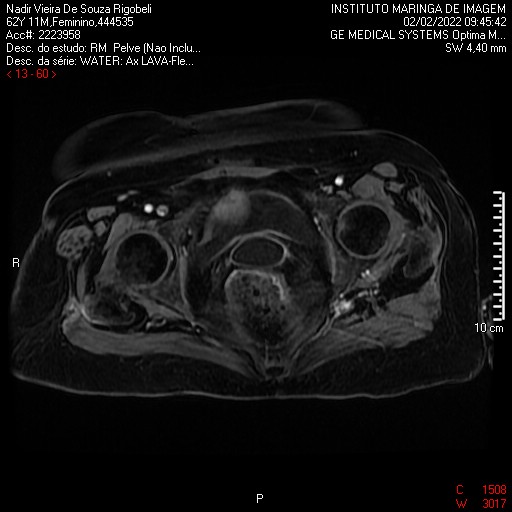 Nadir Vieira De Souza Rigobeli
62Y 11M,Feminino,444535
Acc#: 2223958
Desc. do estudo: RM  Pelve (Nao Inclu...
Desc. da série: WATER: Ax LAVA-Fle...
< 13 - 60 >
INSTITUTO MARINGA DE IMAGEM
02/02/2022 09:45:42
GE MEDICAL SYSTEMS Optima M...
SW 4,40 mm
R
10 cm
P
C 1508
W 3017